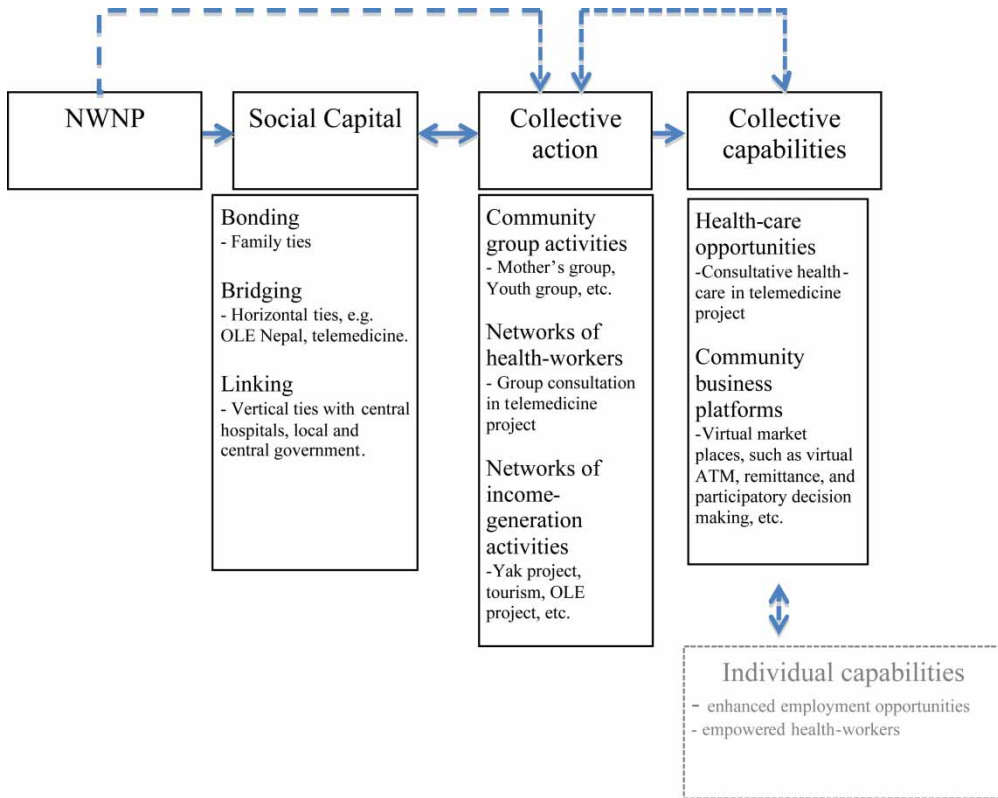 NWNP
Social Capital
Collective
action
Collective
capabilities
Bonding
- Family ties
Bridging
- Horizontal ties, e.g.
OLE Nepal, telemedicine.
Linking
- Vertical ties with central
hospitals, local and
central government.
Community
group activities
- Mother's group,
Youth group, etc.
Networks of
health-workers
- Group consultation
in telemedicine
project
Networks of
income-
generation
activities
-Yak project,
tourism, OLE
project, etc.
Health-care
opportunities
-Consultative health-
care in telemedicine
project
Community
business
platforms
-Virtual market
places, such as virtual
ATM, remittance, and
participatory decision
making, etc.
Individual capabilities
- enhanced employment opportunities
- empowered health-workers